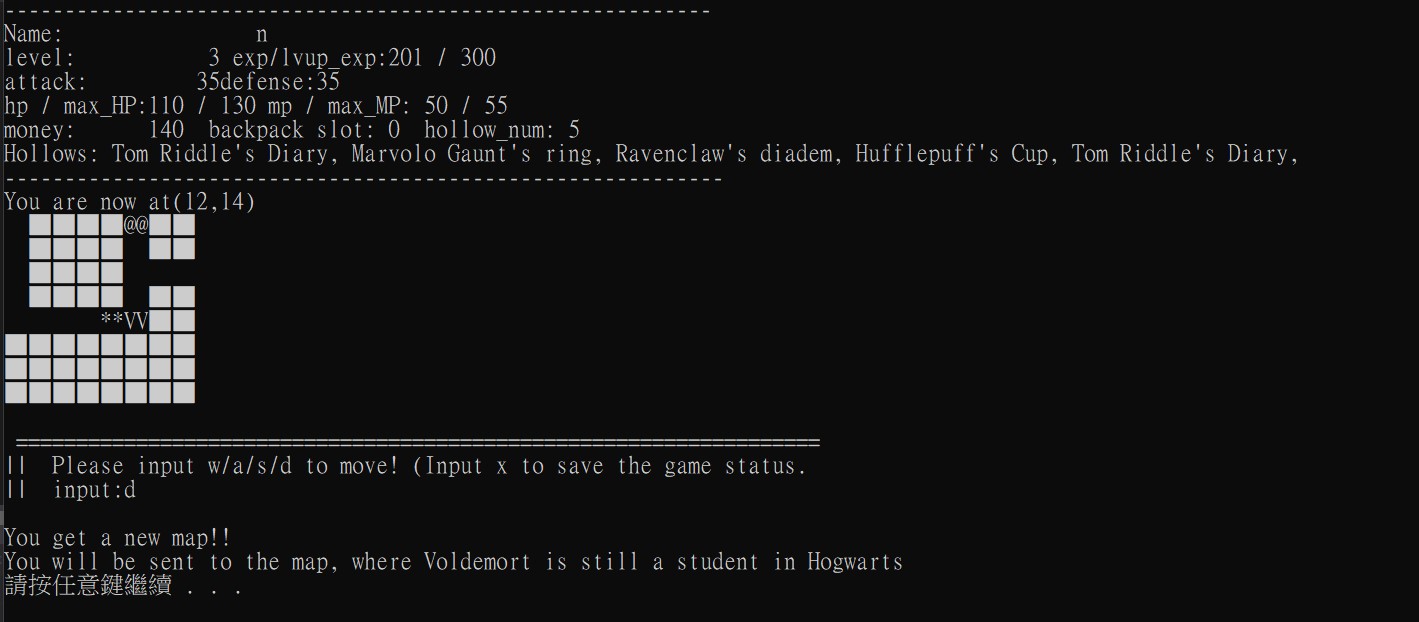 -----------------------------------------------------------
Name:                n
level:           3 exp/lvup_exp:201 / 300
attack:         35defense:35
hp / max_HP:110 / 130 mp / max_MP: 50 / 55
money:      140  backpack slot: 0  hollow_num: 5
Hollows: Tom Riddle's Diary, Marvolo Gaunt's ring, Ravenclaw's diadem, Hufflepuff's Cup, Tom Riddle's Diary,
------------------------------------------------------------
You are now at(12,14)
  ■■■■@@■■
  ■■■■  ■■
  ■■■■
  ■■■■  ■■
        **VV■■
■■■■■■■■
■■■■■■■■
■■■■■■■■
 ===================================================================
||  Please input w/a/s/d to move! (Input x to save the game status.
||  input:d
You get a new map!!
You will be sent to the map, where Voldemort is still a student in Hogwarts
請按任意鍵繼續 . . .